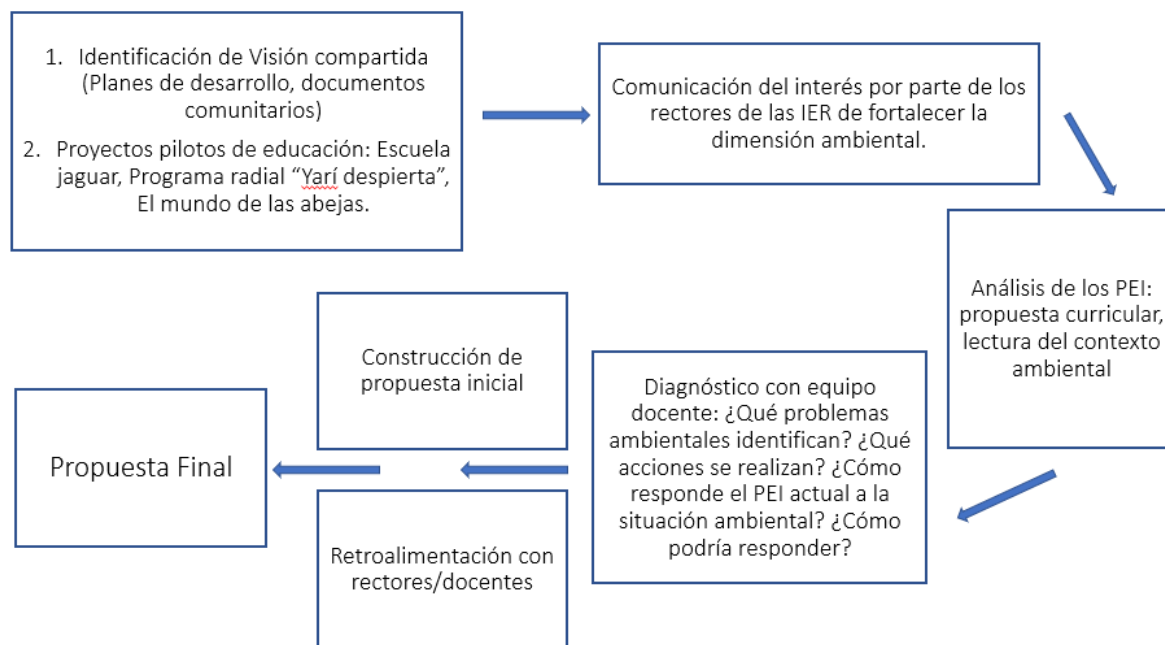 1. Identificación de Visión compartida
(Planes de desarrollo, documentos
comunitarios)
2. Proyectos pilotos de educación: Escuela
jaguar, Programa radial “Yarí despierta”,
El mundo de las abejas.
Comunicación del interés por parte de los
rectores de las IER de fortalecer la
dimensión ambiental.
Análisis de los PEI:
propuesta curricular,
lectura del contexto
ambiental
Diagnóstico con equipo
docente: ¿Qué problemas
ambientales identifican? ¿Qué
acciones se realizan? ¿Cómo
responde el PEI actual a la
situación ambiental? ¿Cómo
podría responder?
Construcción de
propuesta inicial
Retroalimentación con
rectores/docentes
Propuesta Final